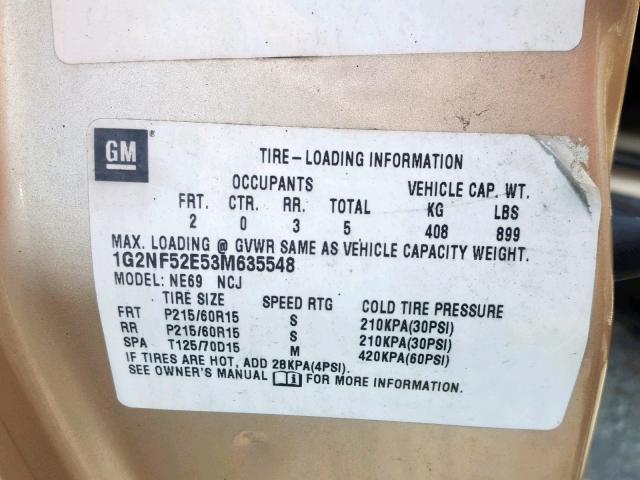 GM®
TIRE-LOADING INFORMATION
OCCUPANTS VEHICLE CAP. WT.
FRT. CTR. RR. TOTAL KG LBS
2 0 3 5 408 899
MAX. LOADING @ GVWR SAME AS VEHICLE CAPACITY WEIGHT.
1G2NF52E53M635548
MODEL: NE69 NCJ
TIRE SIZE SPEED RTG COLD TIRE PRESSURE
FRT P215/60R15 S 210KPA(30PSI)
RR P215/60R15 S 210KPA(30PSI)
SPA T125/70D15 M 420KPA(60PSI)
IF TIRES ARE HOT, ADD 28KPA(4PSI).
SEE OWNER'S MANUAL i FOR MORE INFORMATION.